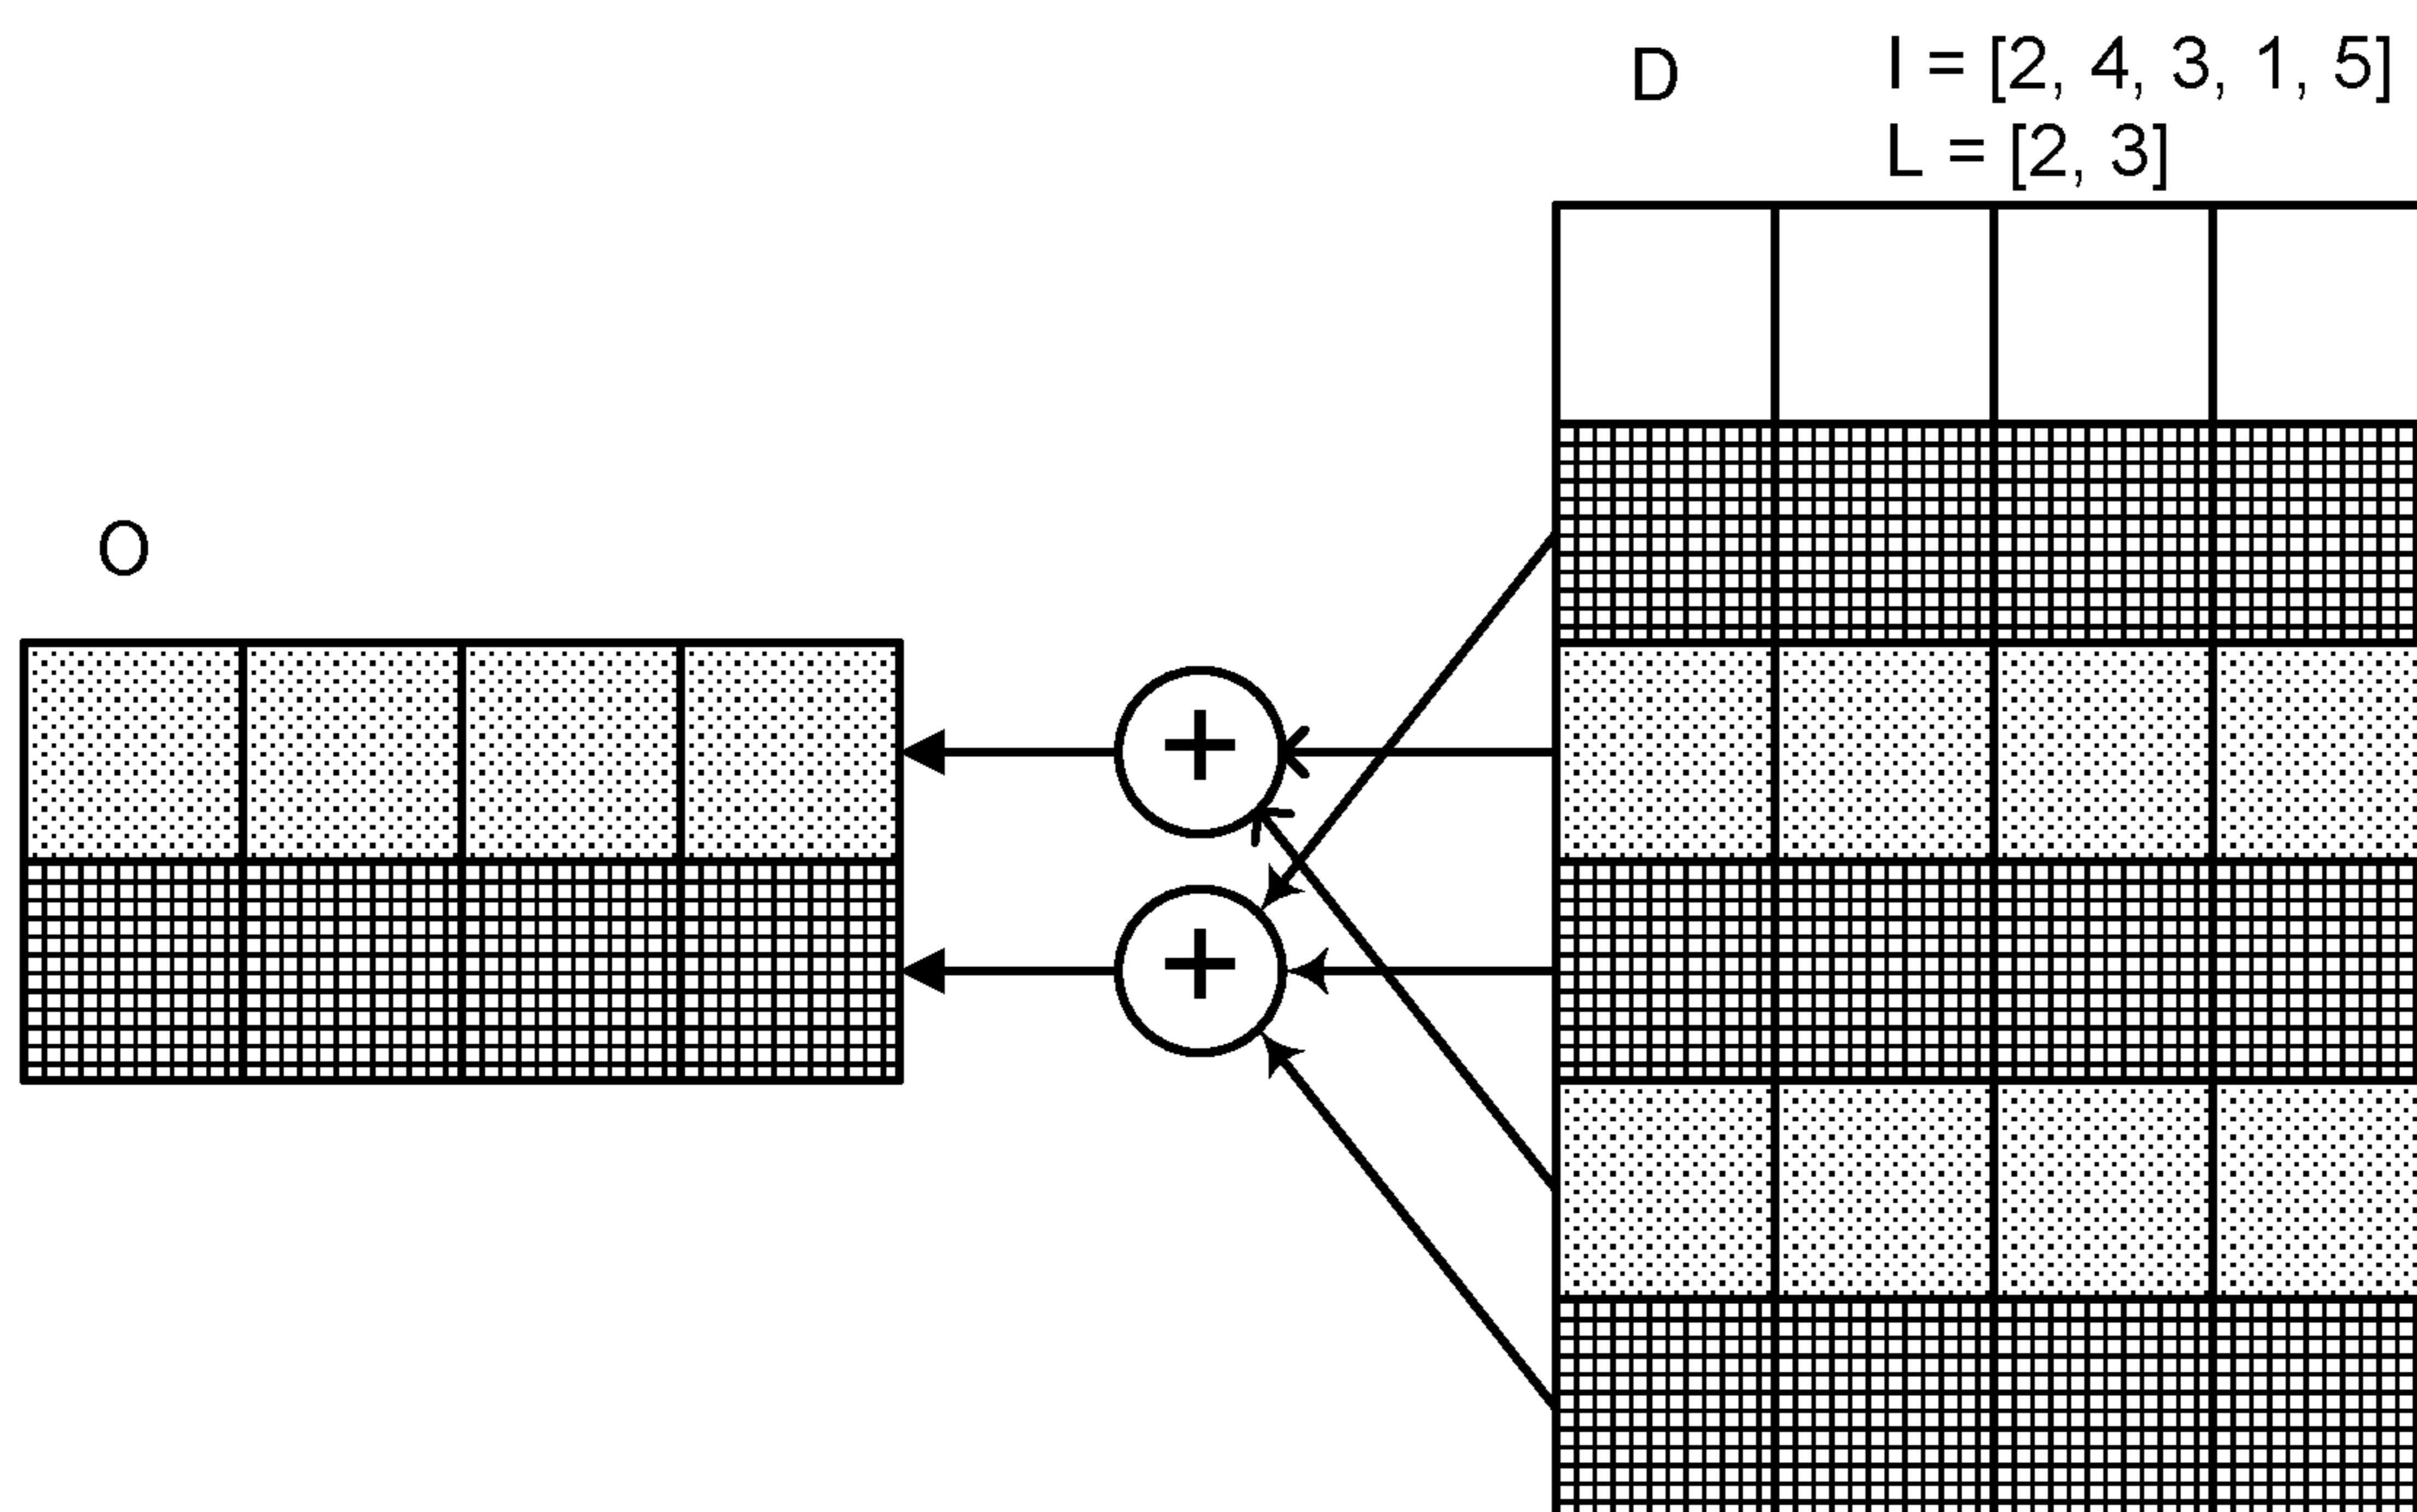 D
I = [2, 4, 3, 1, 5]
L = [2, 3]
O
+
+